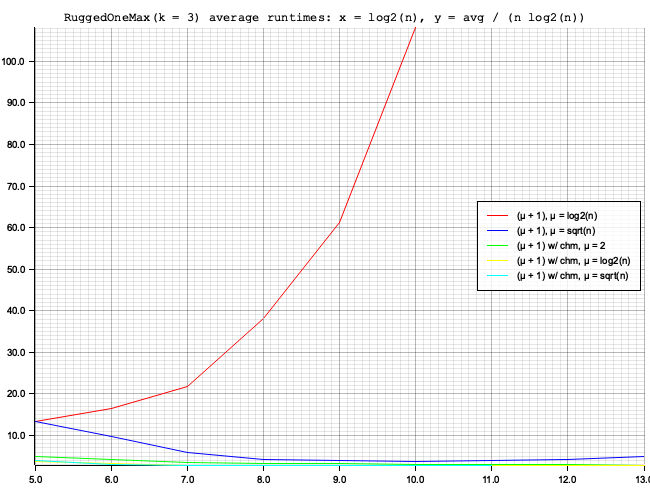 RuggedOneMax(k = 3) average runtimes: x = log2(n), y = avg / (n log2(n))
100.0
90.0
80.0
70.0
60.0
50.0
40.0
30.0
20.0
10.0
(μ + 1), μ = log2(n)
(μ + 1), μ = sqrt(n)
(μ + 1) w/ chm, μ = 2
(μ + 1) w/ chm, μ = log2(n)
(μ + 1) w/ chm, μ = sqrt(n)
5.0 6.0 7.0 8.0 9.0 10.0 11.0 12.0 13.0